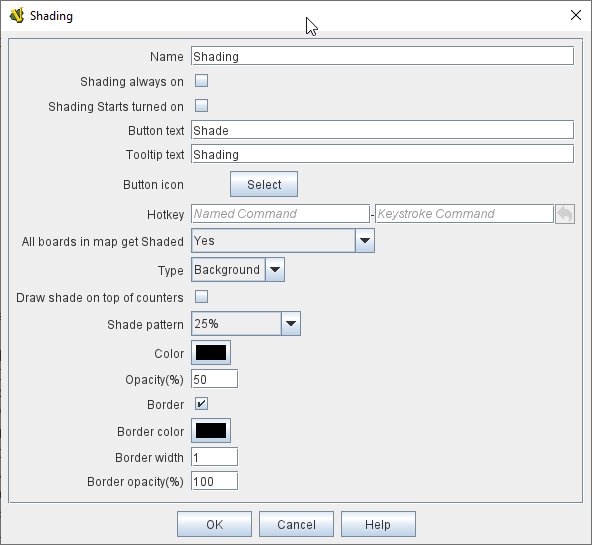 Shading
Name Shading
Shading always on
Shading Starts turned on
Button text Shade
Tooltip text Shading
Button icon Select
Hotkey Named Command - Keystroke Command
All boards in map get Shaded Yes
Type Background
Draw shade on top of counters
Shade pattern 25%
Color
Opacity(%) 50
Border
Border color
Border width 1
Border opacity(%) 100
OK Cancel Help